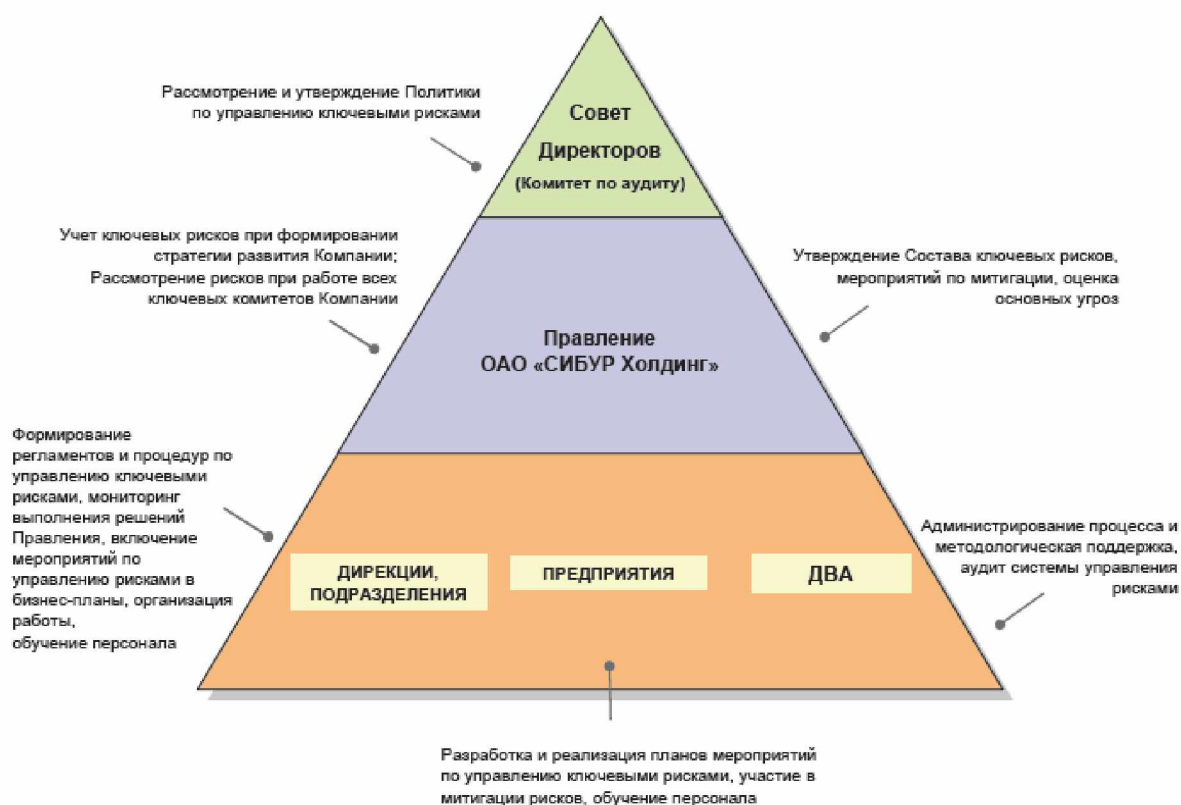 Рассмотрение и утверждение Политики
по управлению ключевыми рисками
Совет
Директоров
(Комитет по аудиту)
Учет ключевых рисков при формировании
стратегии развития Компании;
Рассмотрение рисков при работе всех
ключевых комитетов Компании
Утверждение Состава ключевых рисков,
мероприятий по митигации, оценка
основных угроз
Правление
ОАО «СИБУР Холдинг»
Формирование
регламентов и процедур по
управлению ключевыми
рисками, мониторинг
выполнения решений
Правления, включение
мероприятий по
управлению рисками в
бизнес-планы, организация
работы,
обучение персонала
ДИРЕКЦИИ,
ПОДРАЗДЕЛЕНИЯ
ПРЕДПРИЯТИЯ
ДВА
Администрирование процесса и
методологическая поддержка,
аудит системы управления
рисками
Разработка и реализация планов мероприятий
по управлению ключевыми рисками, участие в
митигации рисков, обучение персонала